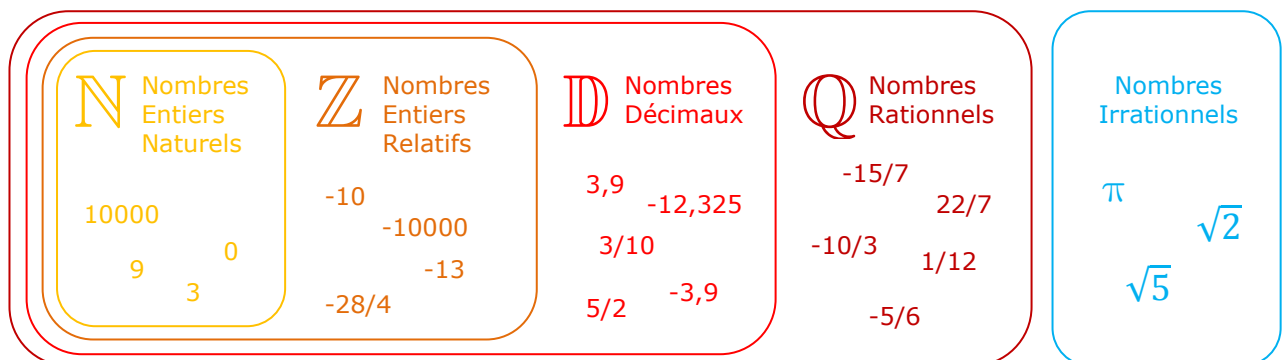 ℕ Nombres
Entiers
Naturels
10000
0
9
3
ℤ Nombres
Entiers
Relatifs
-10
-10000
-13
-28/4
𝔻 Nombres
Décimaux
3,9
-12,325
3/10
-3,9
5/2
ℚ Nombres
Rationnels
-15/7
22/7
-10/3
1/12
-5/6
Nombres
Irrationnels
π
√2
√5